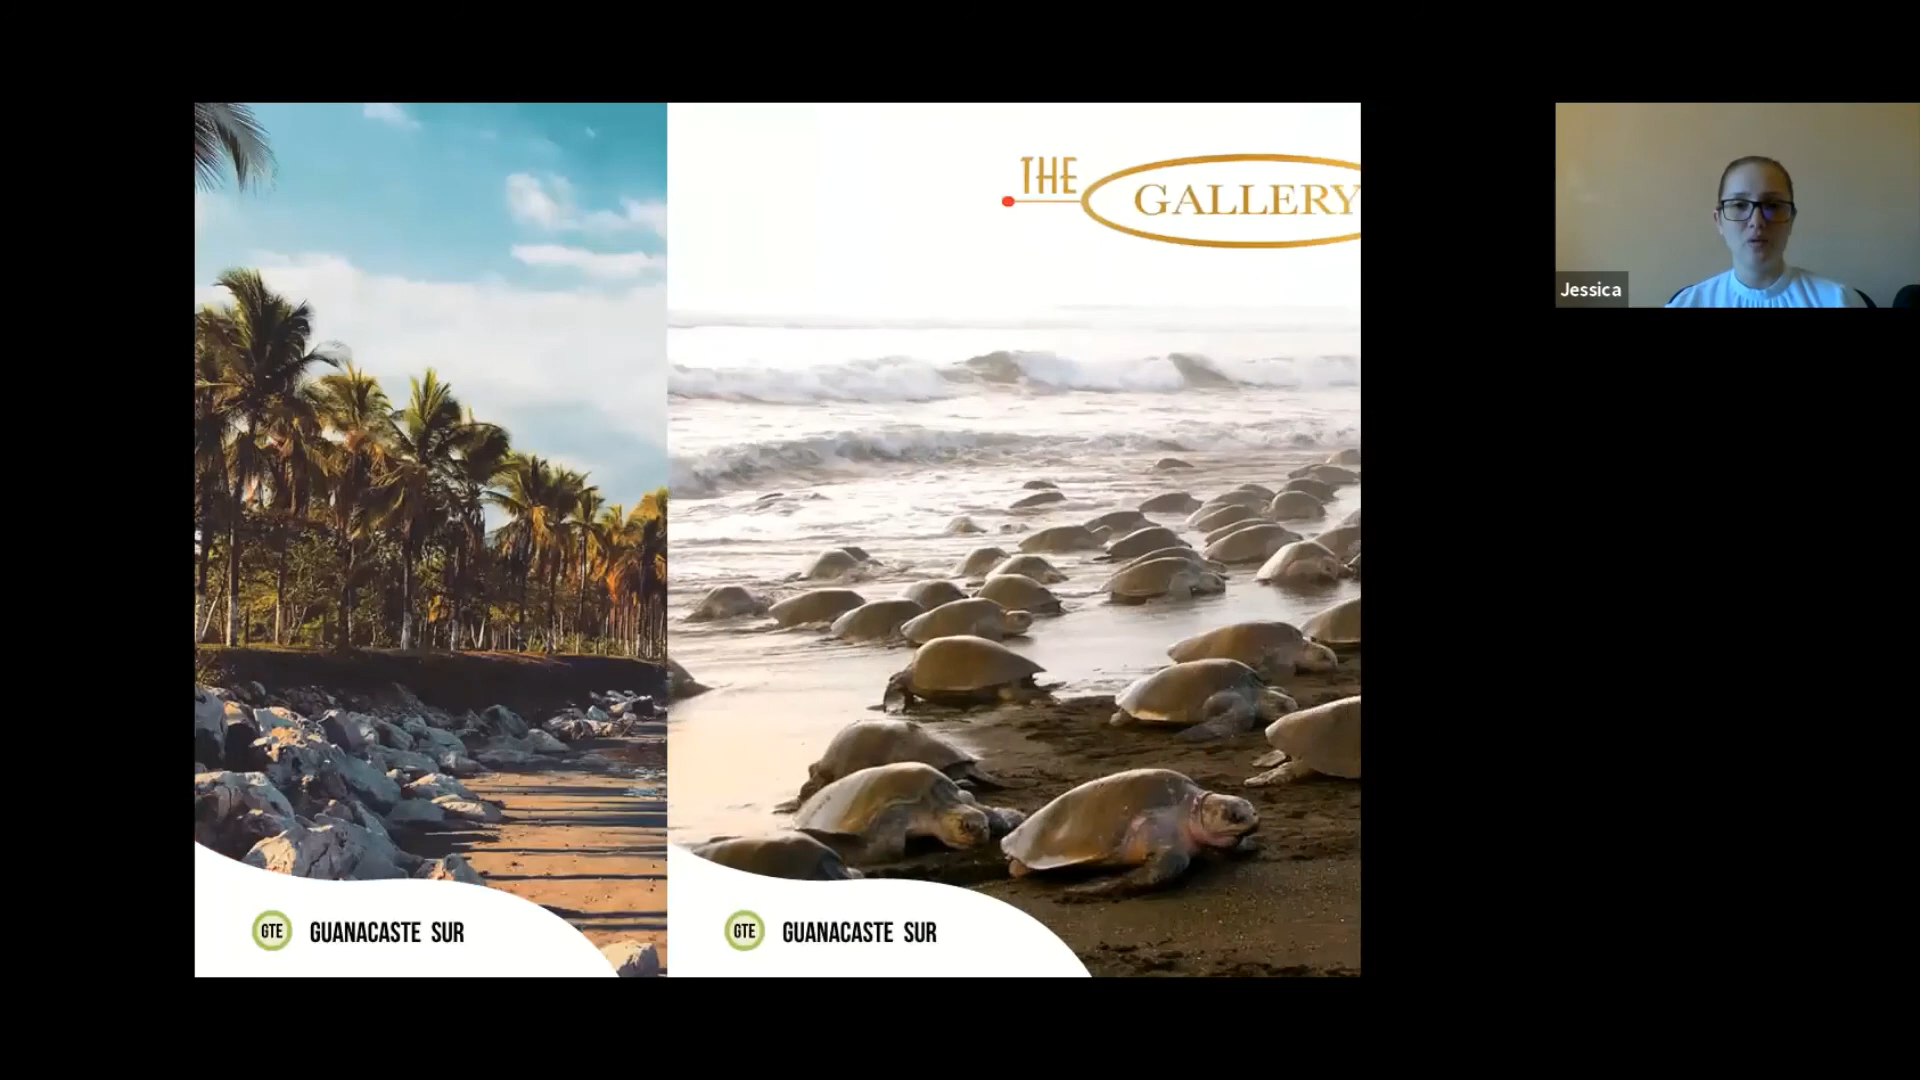 THE
GALLERY
Jessica
GTE GUANACASTE SUR
GTE GUANACASTE SUR